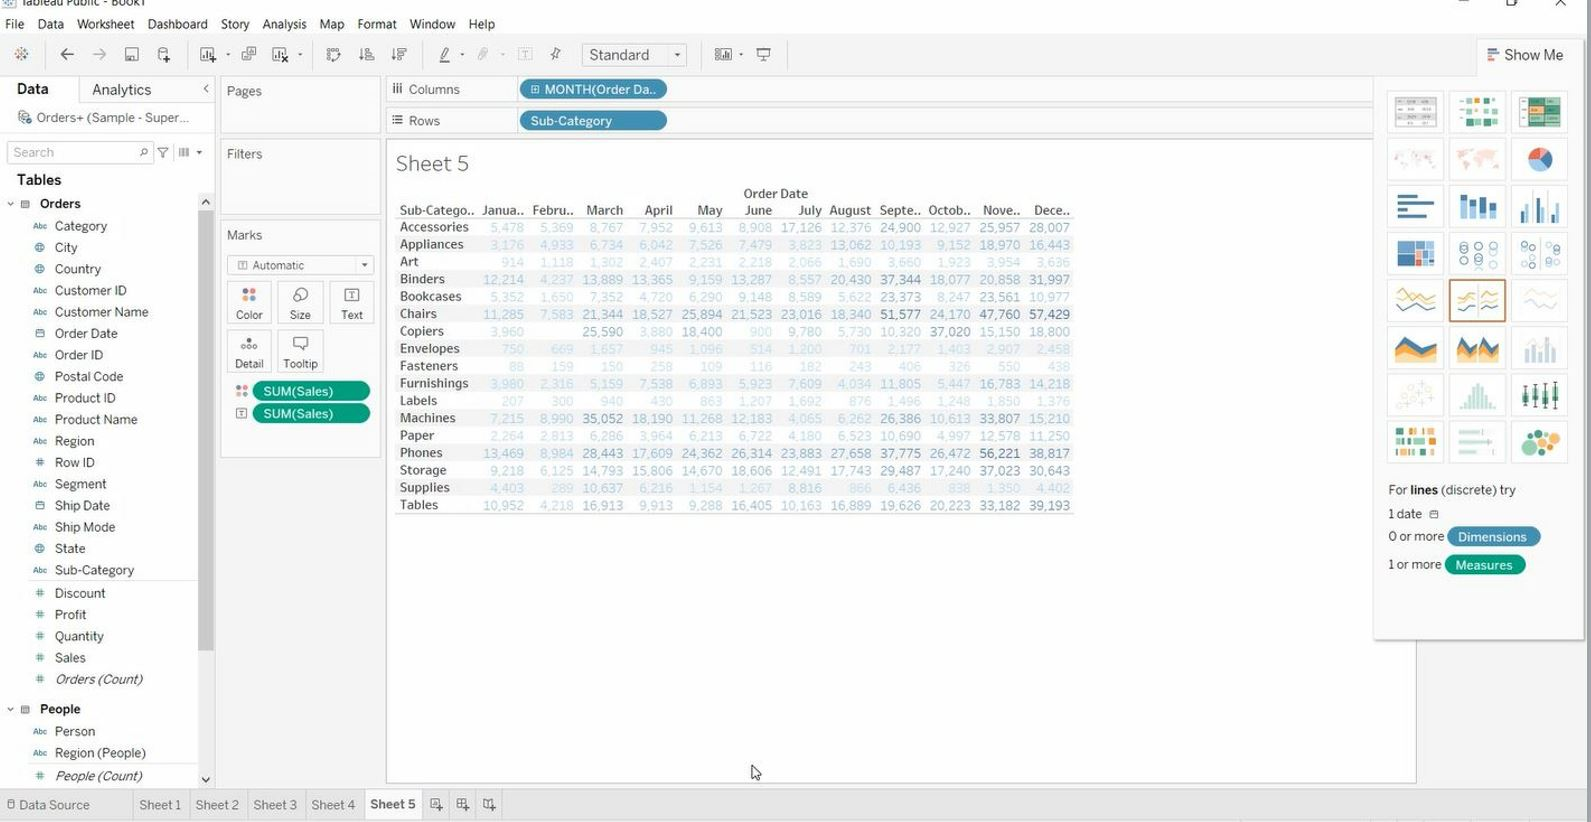 Tableau Public - Book1
File Data Worksheet Dashboard Story Analysis Map Format Window Help
Standard
Show Me
Data Analytics
Orders+ (Sample - Super...
Search
Tables
Orders
Abc Category
City
Country
Abc Customer ID
Abc Customer Name
Order Date
Abc Order ID
Postal Code
Abc Product ID
Abc Product Name
Abc Region
# Row ID
Abc Segment
Ship Date
Abc Ship Mode
State
Abc Sub-Category
# Discount
# Profit
# Quantity
# Sales
# Orders (Count)
People
Abc Person
Abc Region (People)
# People (Count)
Pages
Filters
Marks
Automatic
Color Size Text
Detail Tooltip
SUM(Sales)
SUM(Sales)
Columns MONTH(Order Da..
Rows Sub-Category
Sheet 5
Order Date
Sub-Catego.. Janua.. Febru.. March April May June July August Septe.. Octob.. Nove.. Dece..
Accessories 5,478 5,369 8,767 7,952 9,613 8,908 17,126 12,376 24,900 12,927 25,957 28,007
Appliances 3,176 4,933 6,734 6,042 7,526 7,479 3,823 13,062 10,193 9,152 18,970 16,443
Art 914 1,118 1,302 2,407 2,231 2,218 2,066 1,690 3,660 1,923 3,954 3,636
Binders 12,214 4,237 13,889 13,365 9,159 13,287 8,557 20,430 37,344 18,077 20,858 31,997
Bookcases 5,352 1,650 7,352 4,720 6,290 9,148 8,589 5,622 23,373 8,247 23,561 10,977
Chairs 11,285 7,583 21,344 18,527 25,894 21,523 23,016 18,340 51,577 24,170 47,760 57,429
Copiers 3,960 25,590 3,880 18,400 900 9,780 5,730 10,320 37,020 15,150 18,800
Envelopes 750 669 1,657 945 1,096 514 1,200 701 2,177 1,403 2,907 2,458
Fasteners 88 159 150 258 109 116 182 243 406 326 550 438
Furnishings 3,980 2,316 5,159 7,538 6,893 5,923 7,609 4,034 11,805 5,447 16,783 14,218
Labels 207 300 940 430 863 1,207 1,692 876 1,496 1,248 1,850 1,376
Machines 7,215 8,990 35,052 18,190 11,268 12,183 4,065 6,262 26,386 10,613 33,807 15,210
Paper 2,264 2,813 6,286 3,964 6,213 6,722 4,180 6,523 10,690 4,997 12,578 11,250
Phones 13,469 8,984 28,443 17,609 24,362 26,314 23,883 27,658 37,775 26,472 56,221 38,817
Storage 9,218 6,125 14,793 15,806 14,670 18,606 12,491 17,743 29,487 17,240 37,023 30,643
Supplies 4,403 289 10,637 6,216 1,154 1,267 8,816 866 6,436 838 1,350 4,402
Tables 10,952 4,218 16,913 9,913 9,288 16,405 10,163 16,889 19,626 20,223 33,182 39,193
For lines (discrete) try
1 date
0 or more Dimensions
1 or more Measures
Data Source Sheet 1 Sheet 2 Sheet 3 Sheet 4 Sheet 5